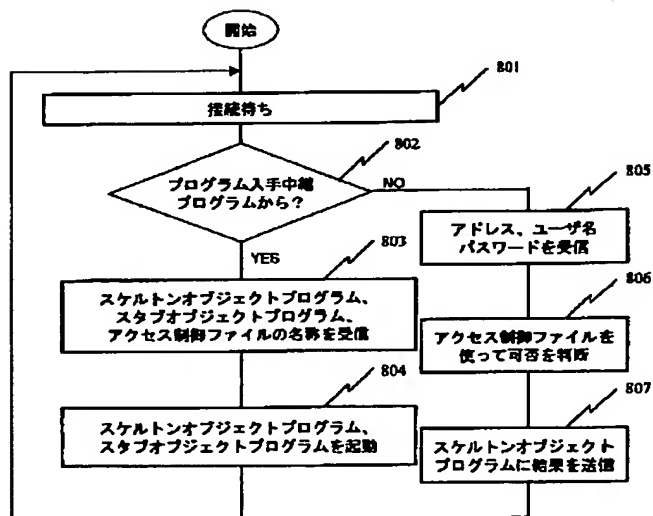 開始
801
接続待ち
802
プログラム入手中継
プログラムから？
NO
YES
803
スケルトンオブジェクトプログラム、
スタブオブジェクトプログラム、
アクセス制御ファイルの名称を受信
804
スケルトンオブジェクトプログラム、
スタブオブジェクトプログラムを起動
805
アドレス、ユーザ名
パスワードを受信
806
アクセス制御ファイルを
使って可否を判断
807
スケルトンオブジェクト
プログラムに結果を送信